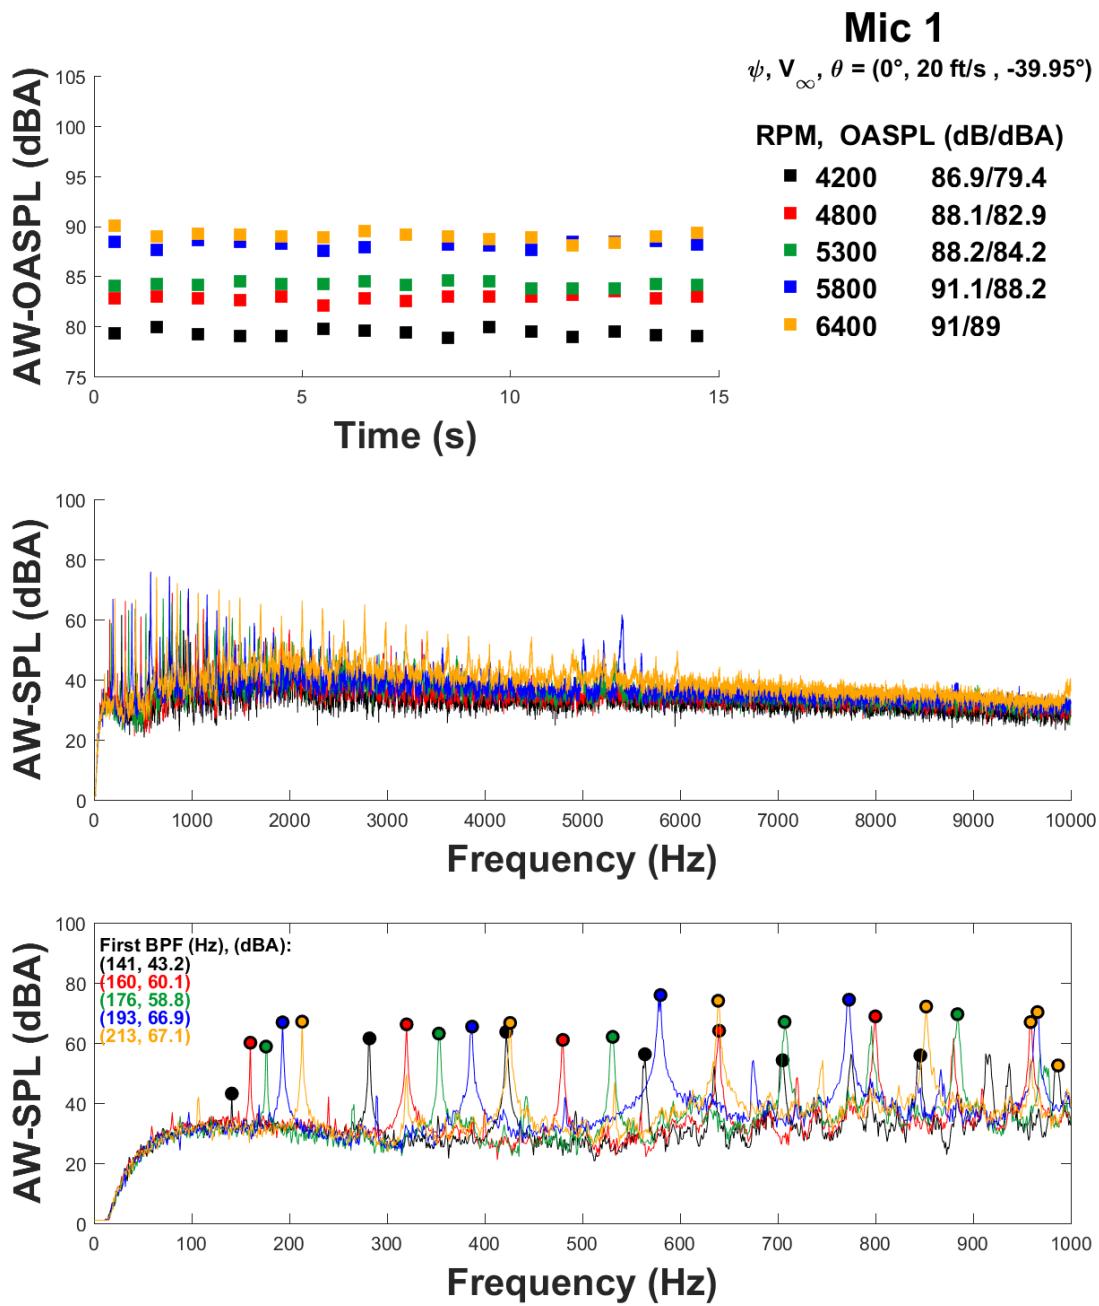 Mic 1
ψ, V∞, θ = (0°, 20 ft/s , -39.95°)
RPM, OASPL (dB/dBA)
4200 86.9/79.4
4800 88.1/82.9
5300 88.2/84.2
5800 91.1/88.2
6400 91/89
AW-OASPL (dBA)
105
100
95
90
85
80
75
0 5 10 15
Time (s)
AW-SPL (dBA)
100
80
60
40
20
0
0 1000 2000 3000 4000 5000 6000 7000 8000 9000 10000
Frequency (Hz)
AW-SPL (dBA)
100
80
60
40
20
0
First BPF (Hz), (dBA):
(141, 43.2)
(160, 60.1)
(176, 58.8)
(193, 66.9)
(213, 67.1)
0 100 200 300 400 500 600 700 800 900 1000
Frequency (Hz)